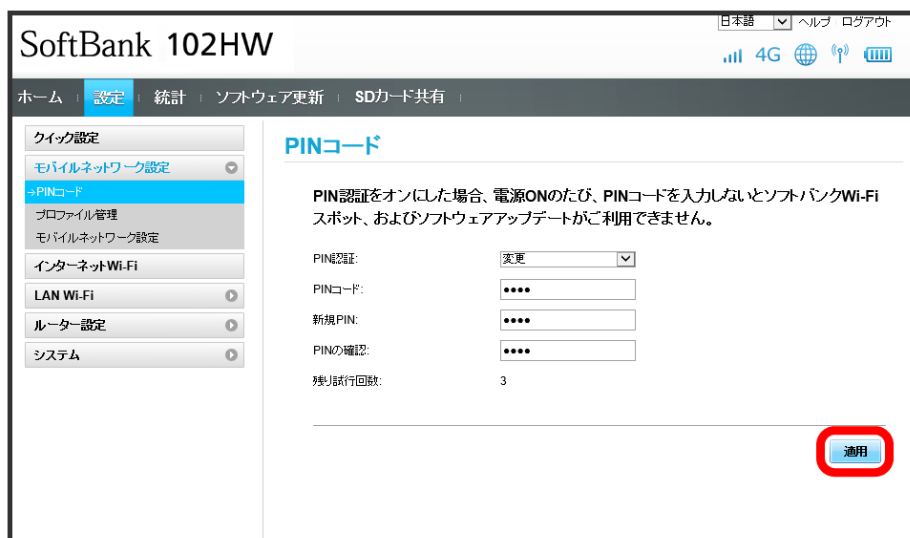 日本語 ヘルプ ログアウト
SoftBank 102HW
4G
ホーム 設定 統計 ソフトウェア更新 SDカード共有
クイック設定
モバイルネットワーク設定
→PINコード
プロファイル管理
モバイルネットワーク設定
インターネットWi-Fi
LAN Wi-Fi
ルーター設定
システム
PINコード
PIN認証をオンにした場合、電源ONのたび、PINコードを入力しないとソフトバンクWi-Fi
スポット、およびソフトウェアアップデートがご利用できません。
PIN認証: 変更
PINコード: ●●●●
新規PIN: ●●●●
PINの確認: ●●●●
残り試行回数: 3
適用